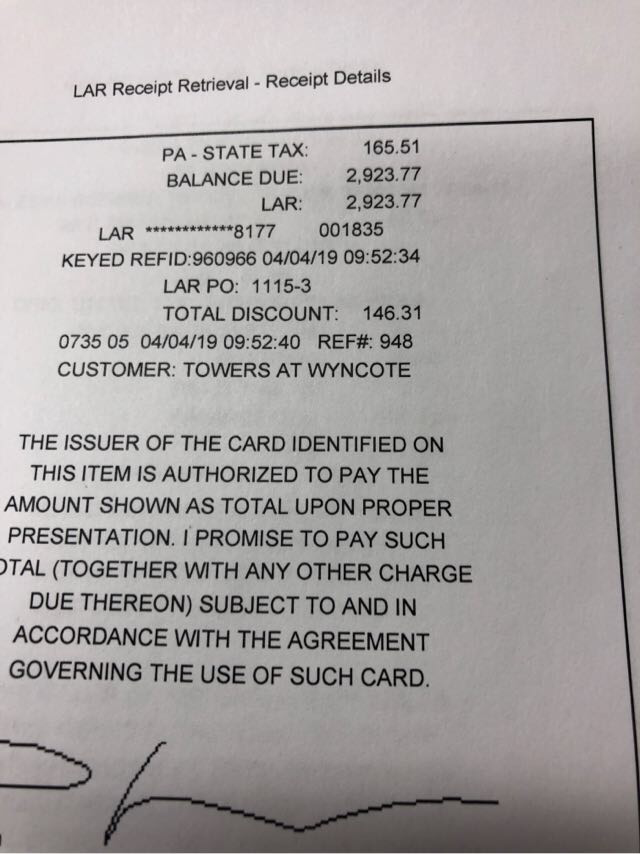 LAR Receipt Retrieval - Receipt Details
PA - STATE TAX: 165.51
BALANCE DUE: 2,923.77
LAR: 2,923.77
LAR ************8177 001835
KEYED REFID:960966 04/04/19 09:52:34
LAR PO: 1115-3
TOTAL DISCOUNT: 146.31
0735 05 04/04/19 09:52:40 REF#: 948
CUSTOMER: TOWERS AT WYNCOTE
THE ISSUER OF THE CARD IDENTIFIED ON
THIS ITEM IS AUTHORIZED TO PAY THE
AMOUNT SHOWN AS TOTAL UPON PROPER
PRESENTATION. I PROMISE TO PAY SUCH
OTAL (TOGETHER WITH ANY OTHER CHARGE
DUE THEREON) SUBJECT TO AND IN
ACCORDANCE WITH THE AGREEMENT
GOVERNING THE USE OF SUCH CARD.